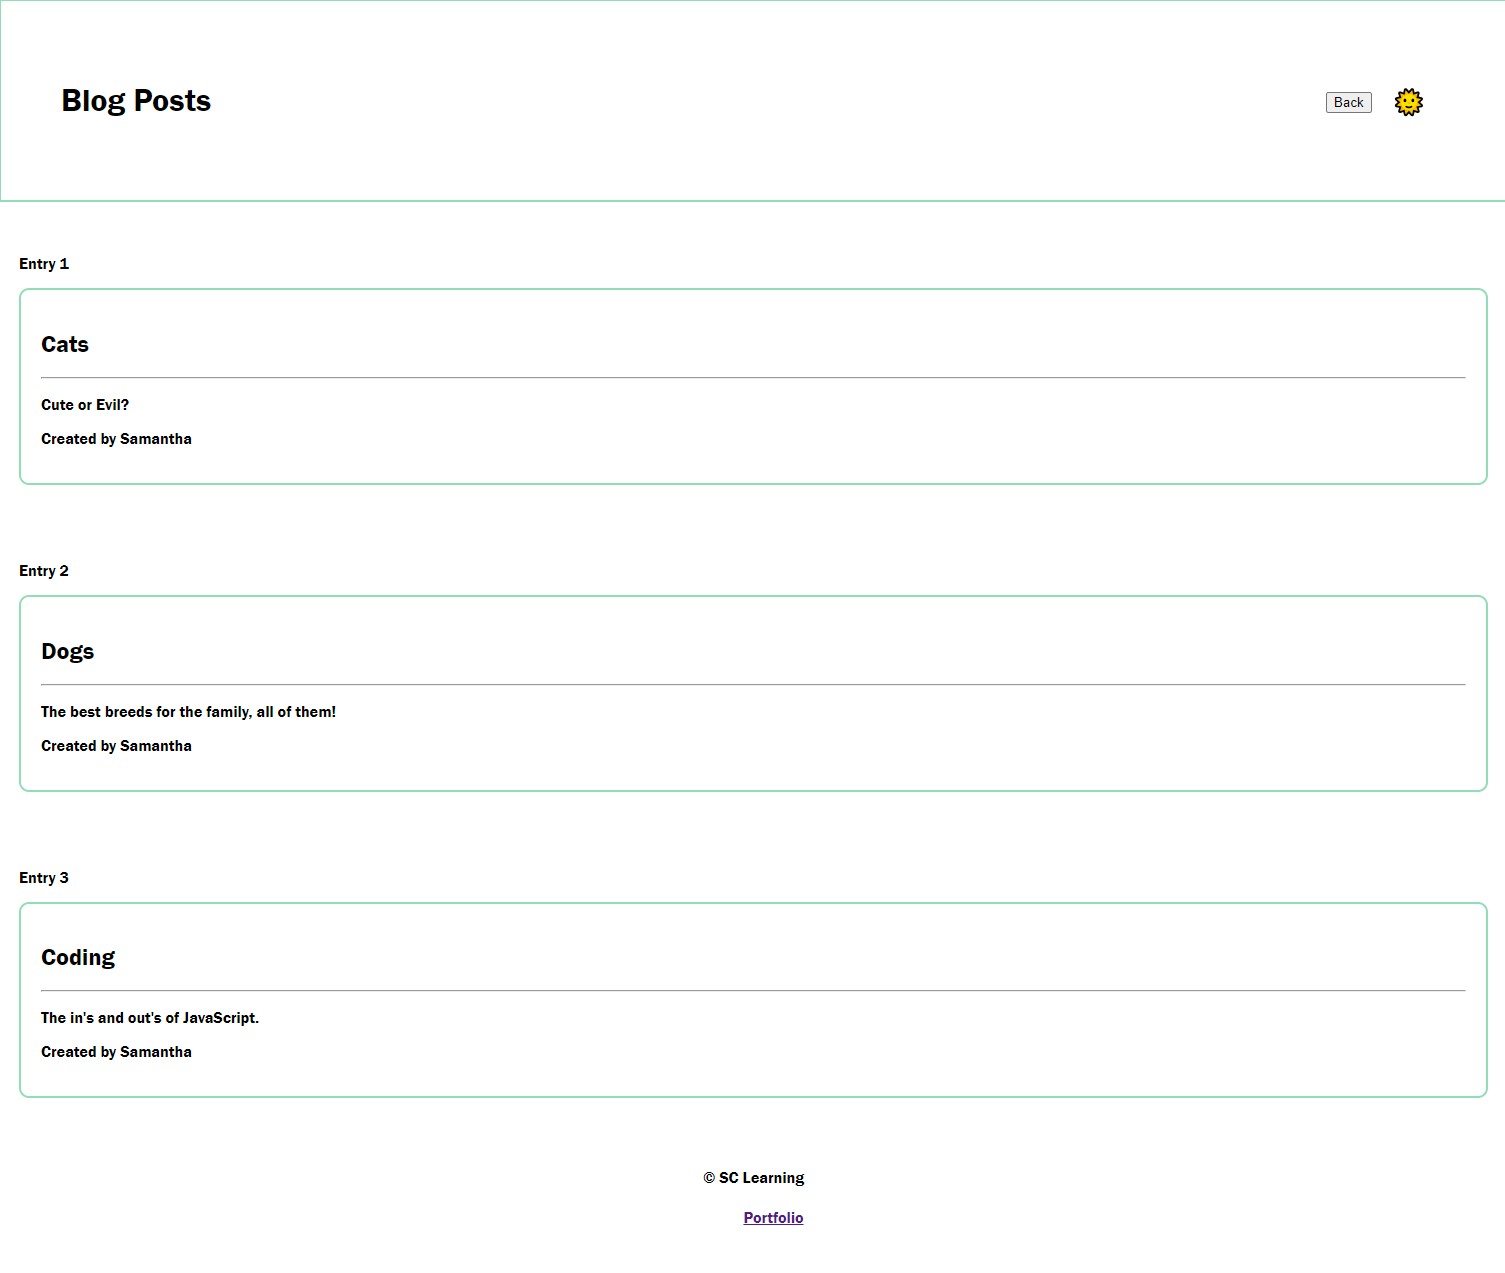 Blog Posts
Back
Entry 1
Cats
Cute or Evil?
Created by Samantha
Entry 2
Dogs
The best breeds for the family, all of them!
Created by Samantha
Entry 3
Coding
The in's and out's of JavaScript.
Created by Samantha
© SC Learning
Portfolio